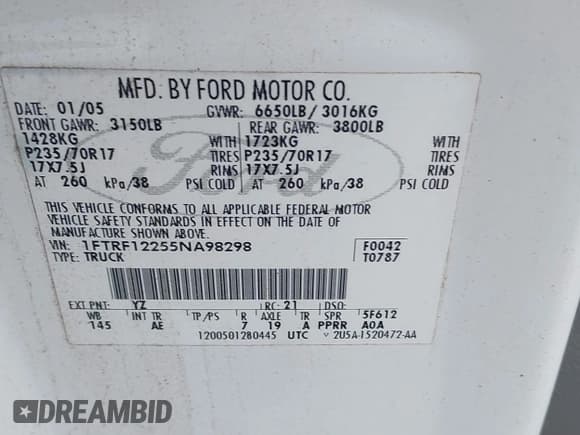 MFD. BY FORD MOTOR CO.
DATE: 01/05 GVWR: 6650LB/ 3016KG
FRONT GAWR: 3150LB REAR GAWR: 3800LB
1428KG WITH 1723KG WITH
P235/70R17 TIRES P235/70R17 TIRES
17X7.5J RIMS 17X7.5J RIMS
AT 260 kPa/38 PSI COLD AT 260 kPa/38 PSI COLD
THIS VEHICLE CONFORMS TO ALL APPLICABLE FEDERAL MOTOR
VEHICLE SAFETY STANDARDS IN EFFECT ON THE DATE OF
MANUFACTURE SHOWN ABOVE.
VIN: 1FTRF12255NA98298 F0042
TYPE: TRUCK T0787
EXT PNT: YZ RC: 21 DSO:
WB INT TR TP/PS R AXLE TR SPR 5F612
145 AE 7 19 A PPRR A0A
1200501280445 UTC V 2U5A-1520472-AA
Ford
DREAMBID